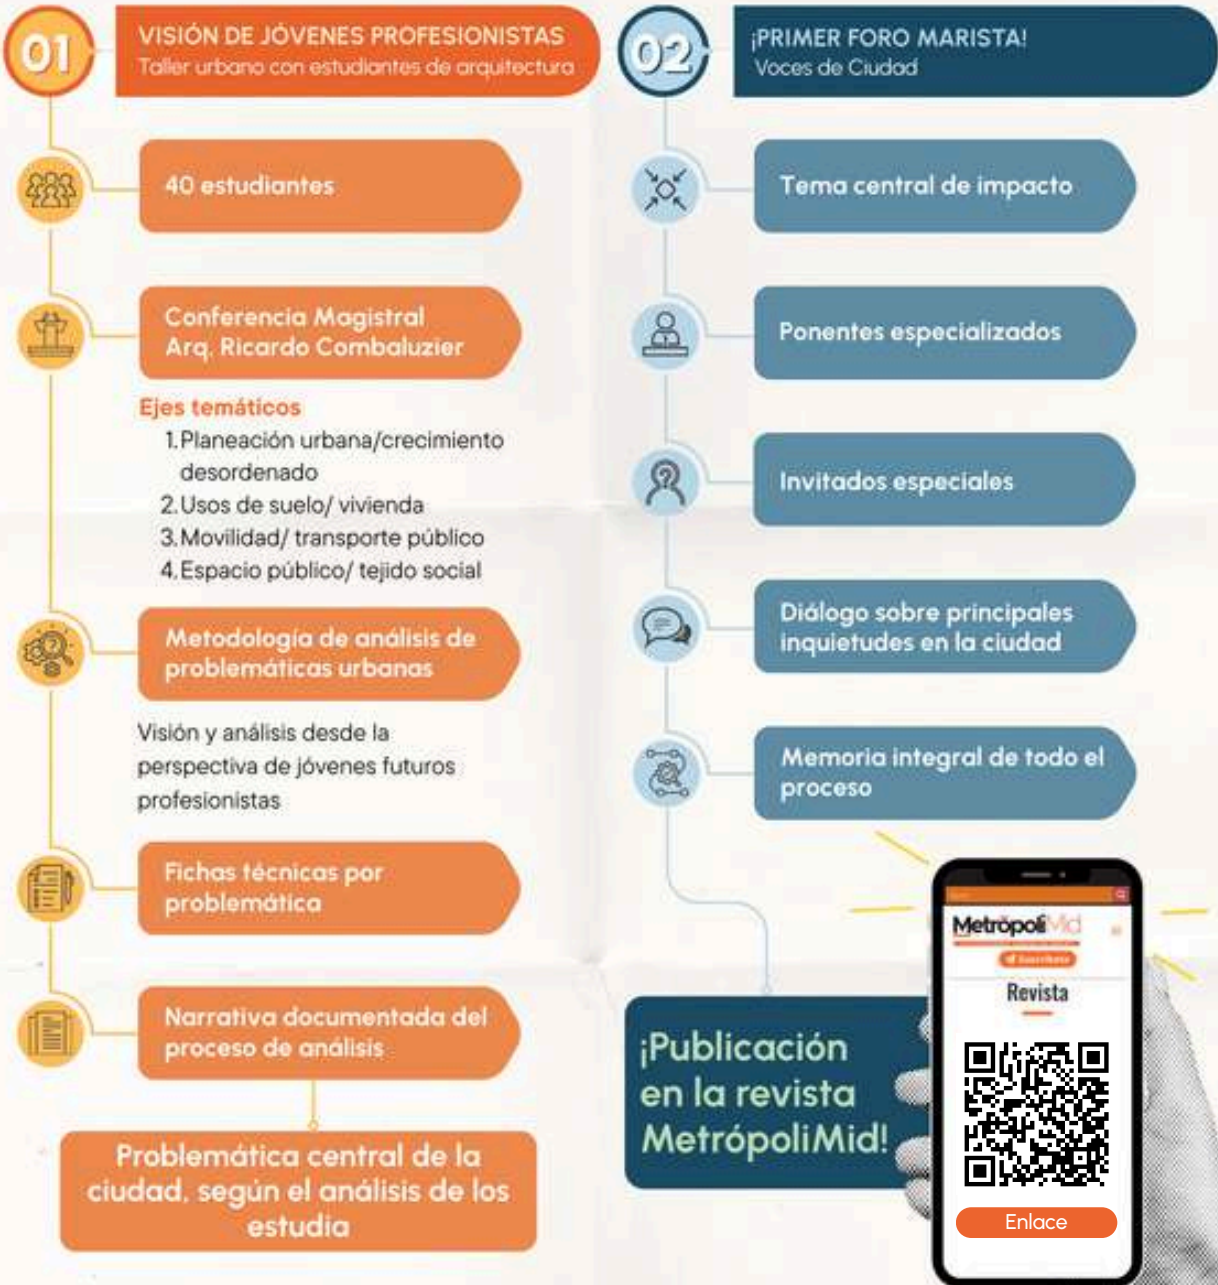 01
VISIÓN DE JÓVENES PROFESIONISTAS
Taller urbano con estudiantes de arquitectura
40 estudiantes
Conferencia Magistral
Arq. Ricardo Combaluzier
Ejes temáticos
1. Planeación urbana/crecimiento
desordenado
2. Usos de suelo/ vivienda
3. Movilidad/ transporte público
4. Espacio público/ tejido social
Metodología de análisis de
problemáticas urbanas
Visión y análisis desde la
perspectiva de jóvenes futuros
profesionistas
Fichas técnicas por
problemática
Narrativa documentada del
proceso de análisis
Problemática central de la
ciudad, según el análisis de los
estudia
02
¡PRIMER FORO MARISTA!
Voces de Ciudad
Tema central de impacto
Ponentes especializados
Invitados especiales
Diálogo sobre principales
inquietudes en la ciudad
Memoria integral de todo el
proceso
¡Publicación
en la revista
MetrópoliMid!
MetrópoliMid
Suscríbete
Revista
Enlace